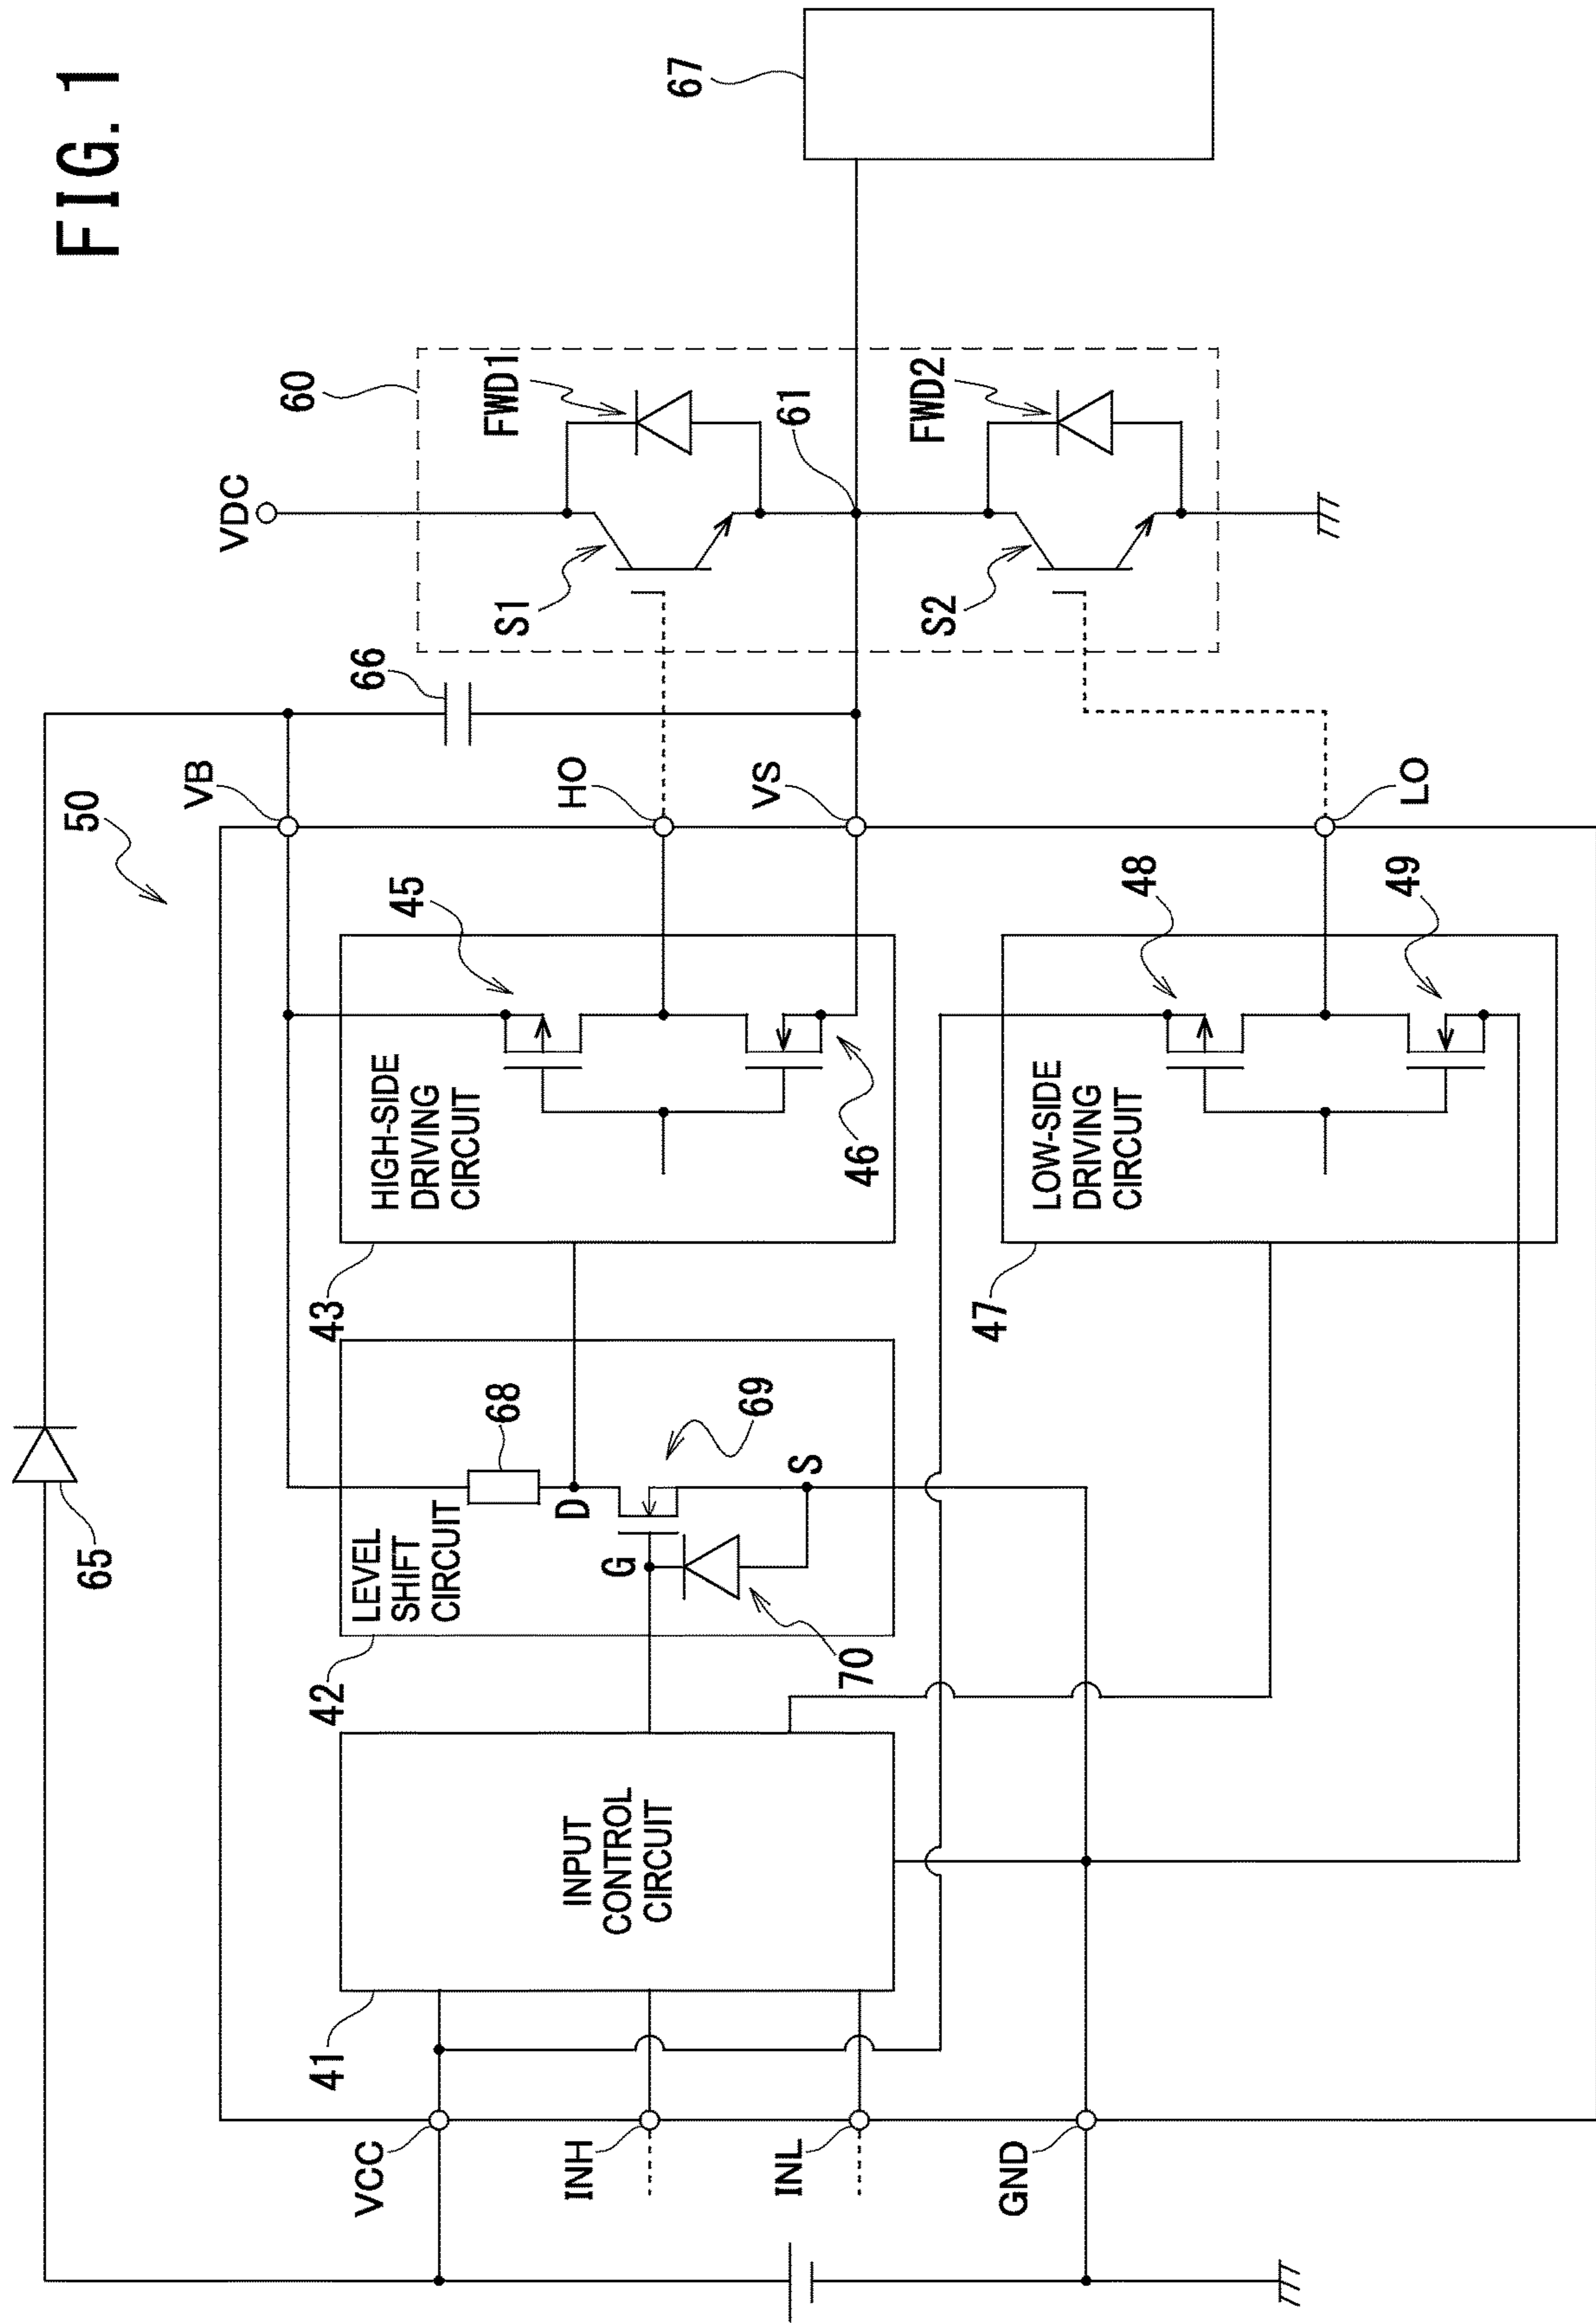 FIG. 1
65
50
VB
66
VDC
60
FWD1
S1
61
67
FWD2
S2
HO
VS
LO
45
HIGH-SIDE
DRIVING
CIRCUIT
46
43
48
49
LOW-SIDE
DRIVING
CIRCUIT
47
LEVEL
SHIFT
CIRCUIT
68
D
69
G
S
70
42
INPUT
CONTROL
CIRCUIT
41
VCC
INH
INL
GND